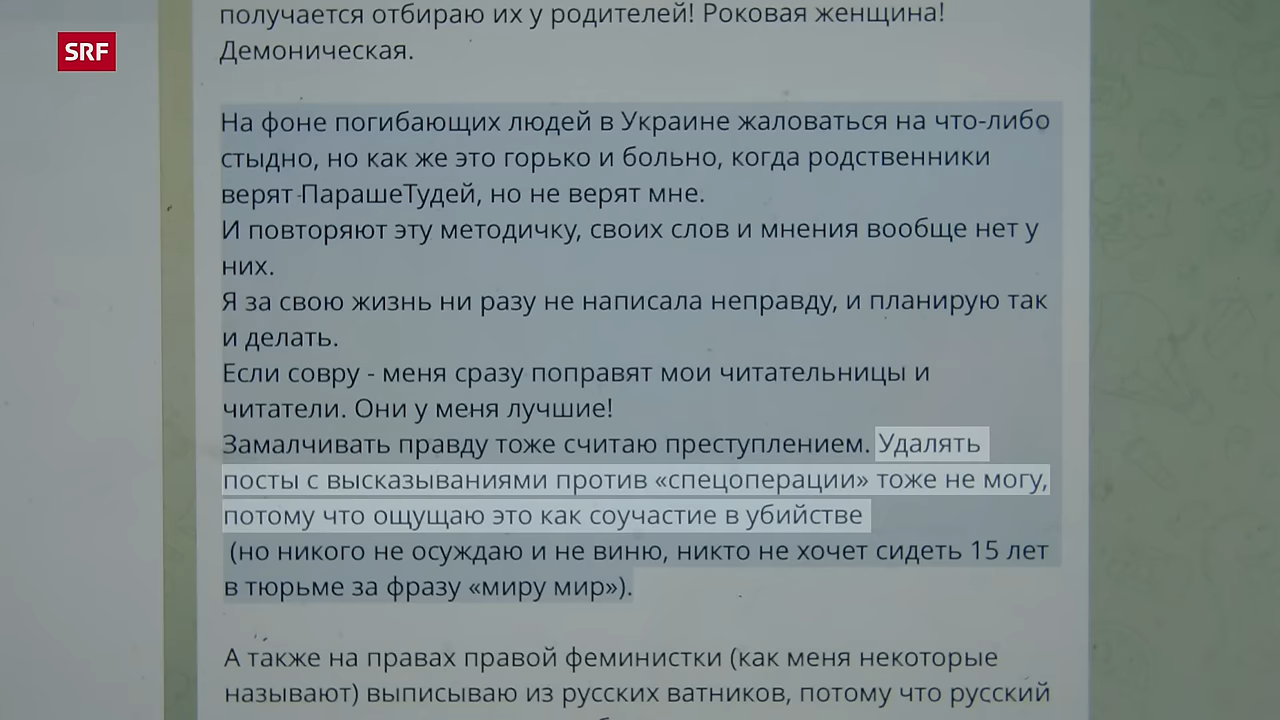 SRF
получается отбираю их у родителей! Роковая женщина!
Демоническая.
На фоне погибающих людей в Украине жаловаться на что-либо
стыдно, но как же это горько и больно, когда родственники
верят ПарашеТудей, но не верят мне.
И повторяют эту методичку, своих слов и мнения вообще нет у
них.
Я за свою жизнь ни разу не написала неправду, и планирую так
и делать.
Если совру - меня сразу поправят мои читательницы и
читатели. Они у меня лучшие!
Замалчивать правду тоже считаю преступлением. Удалять
посты с высказываниями против «спецоперации» тоже не могу,
потому что ощущаю это как соучастие в убийстве
(но никого не осуждаю и не виню, никто не хочет сидеть 15 лет
в тюрьме за фразу «миру мир»).
А также на правах правой феминистки (как меня некоторые
называют) выписываю из русских ватников, потому что русский